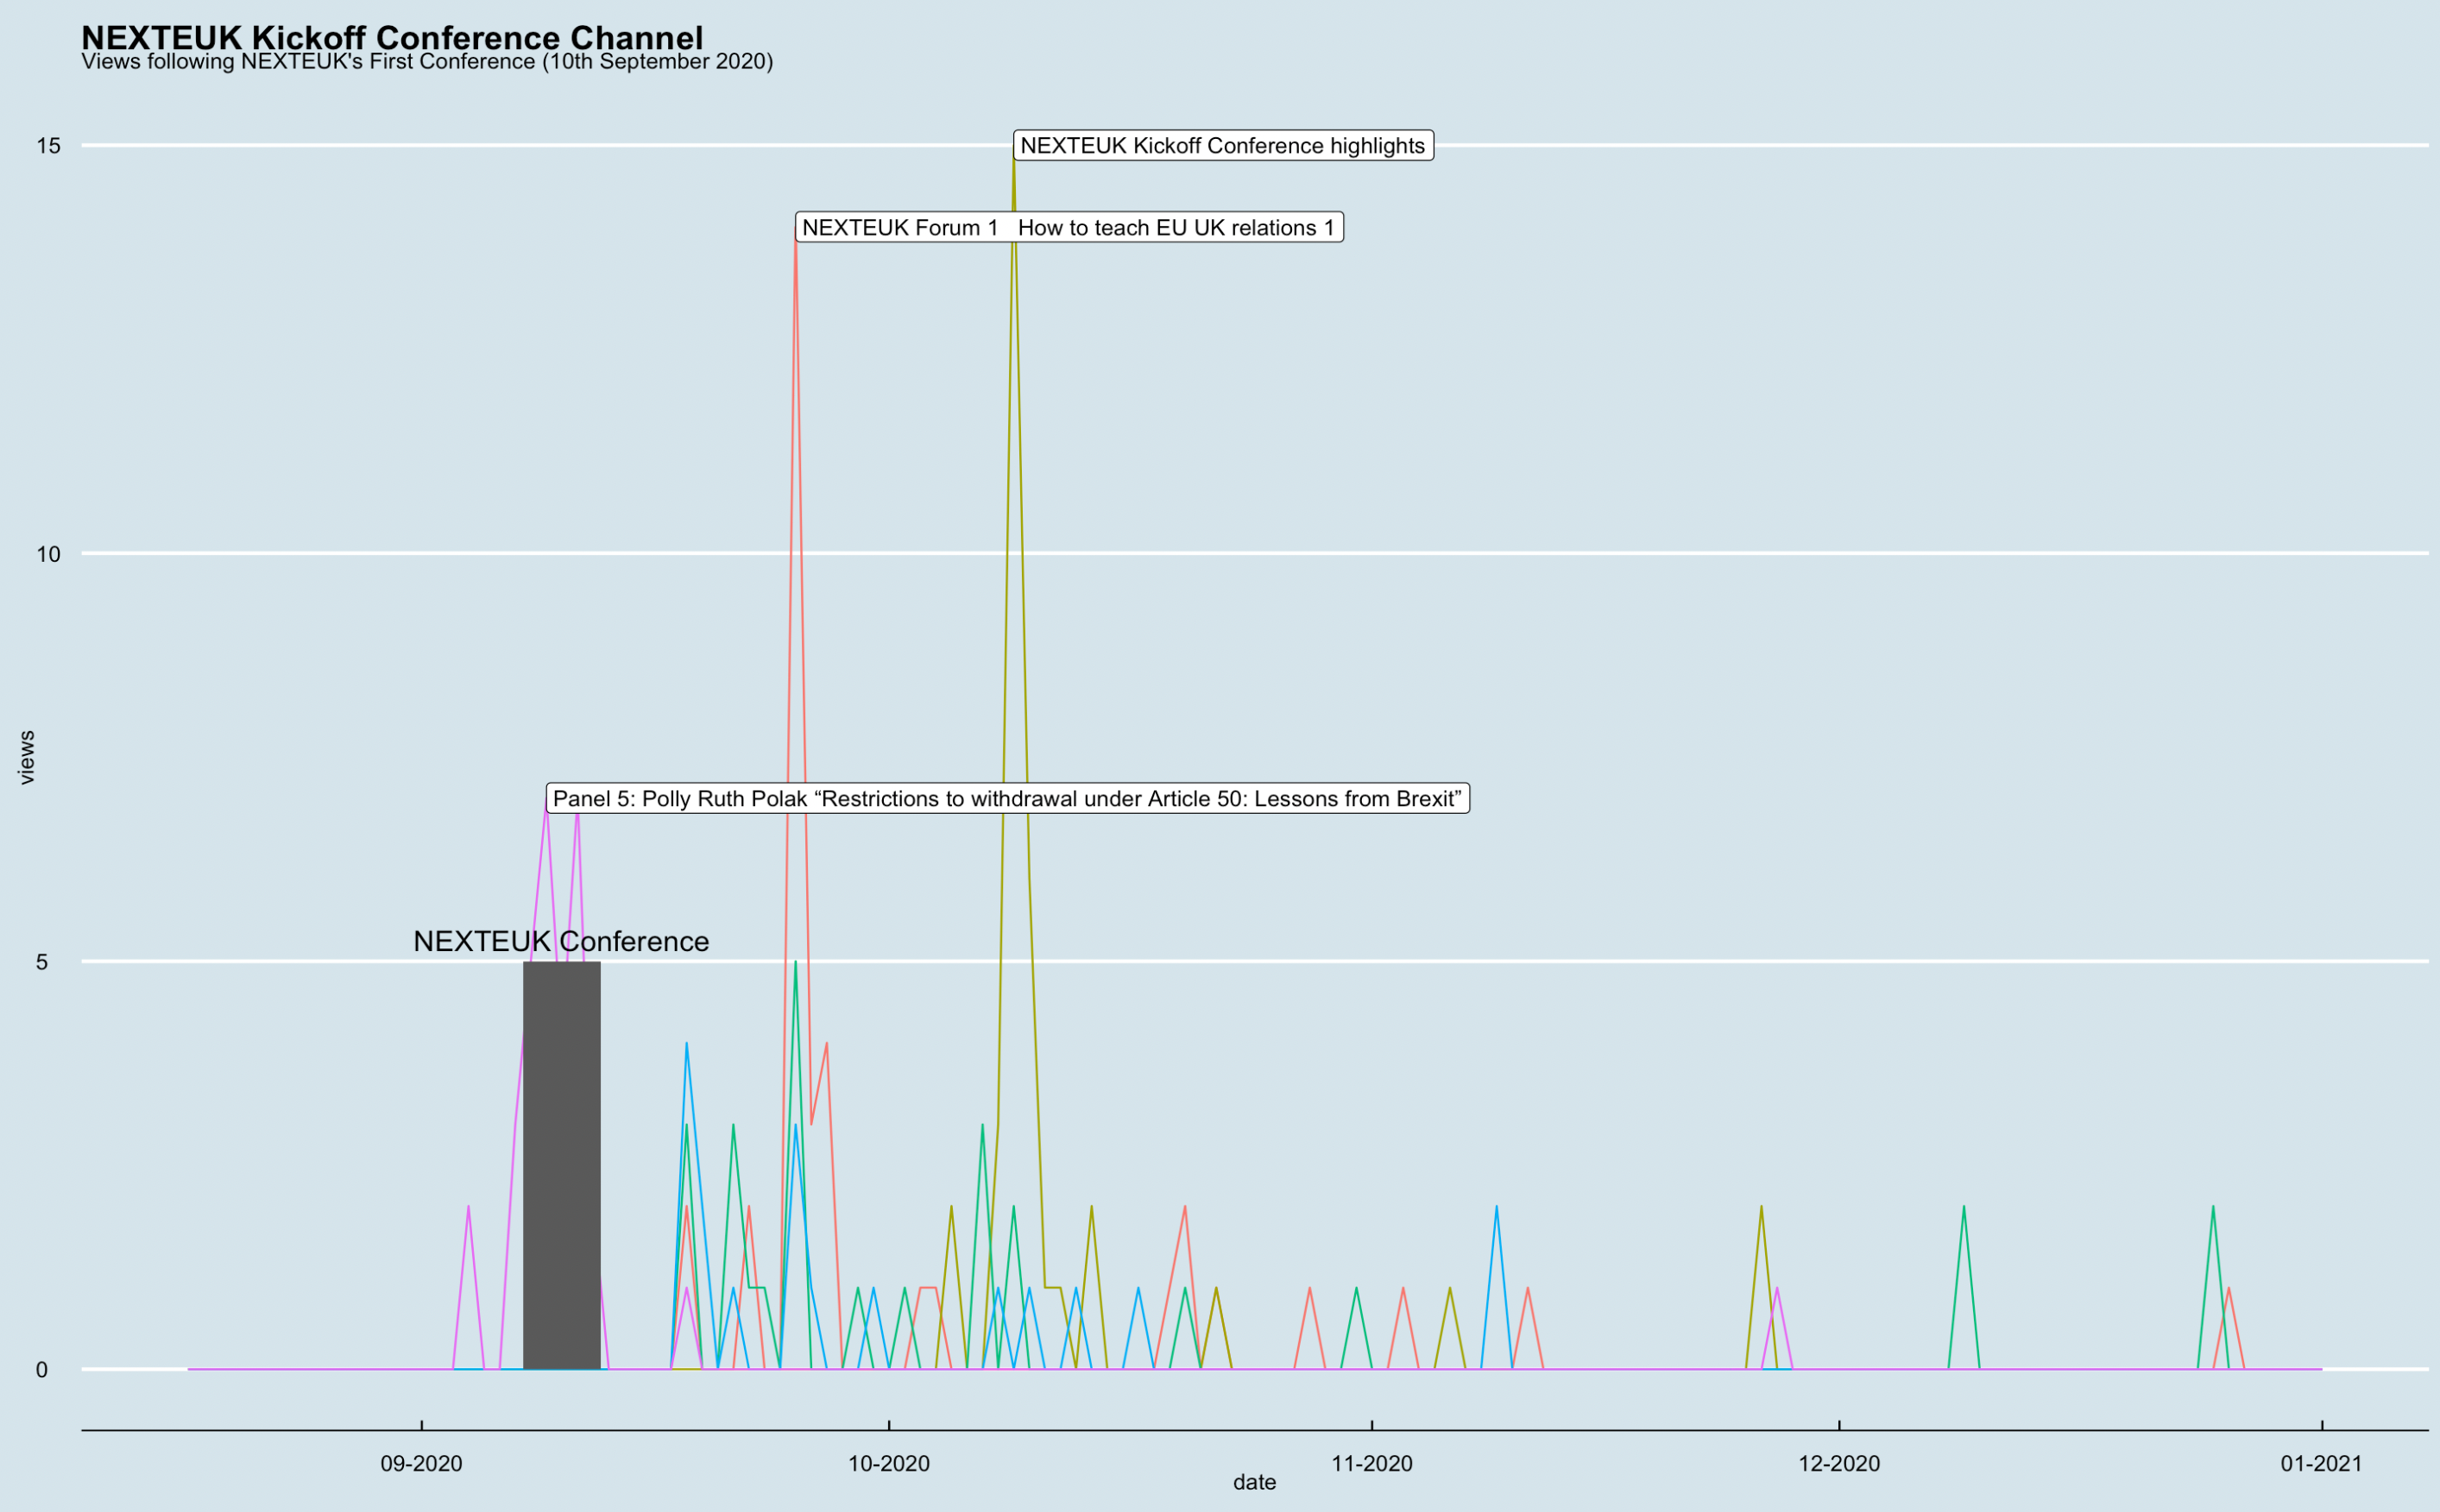 NEXTEUK Kickoff Conference Channel
Views following NEXTEUK's First Conference (10th September 2020)
15
NEXTEUK Kickoff Conference highlights
NEXTEUK Forum 1   How to teach EU UK relations 1
10
views
Panel 5: Polly Ruth Polak “Restrictions to withdrawal under Article 50: Lessons from Brexit”
NEXTEUK Conference
5
0
09-2020
10-2020
11-2020
12-2020
01-2021
date